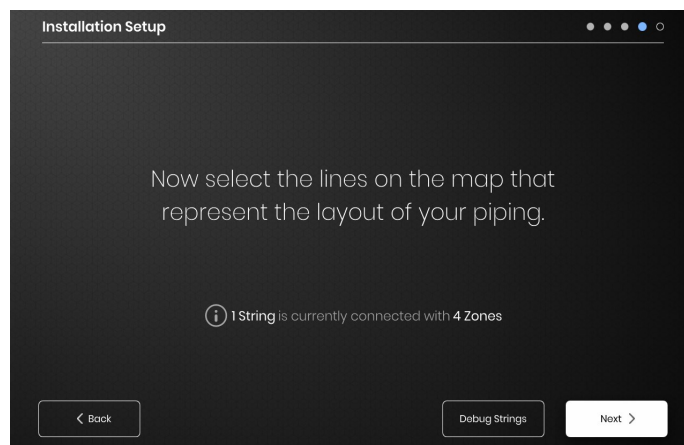 Installation Setup
Now select the lines on the map that
represent the layout of your piping.
1 String is currently connected with 4 Zones
Back
Debug Strings
Next